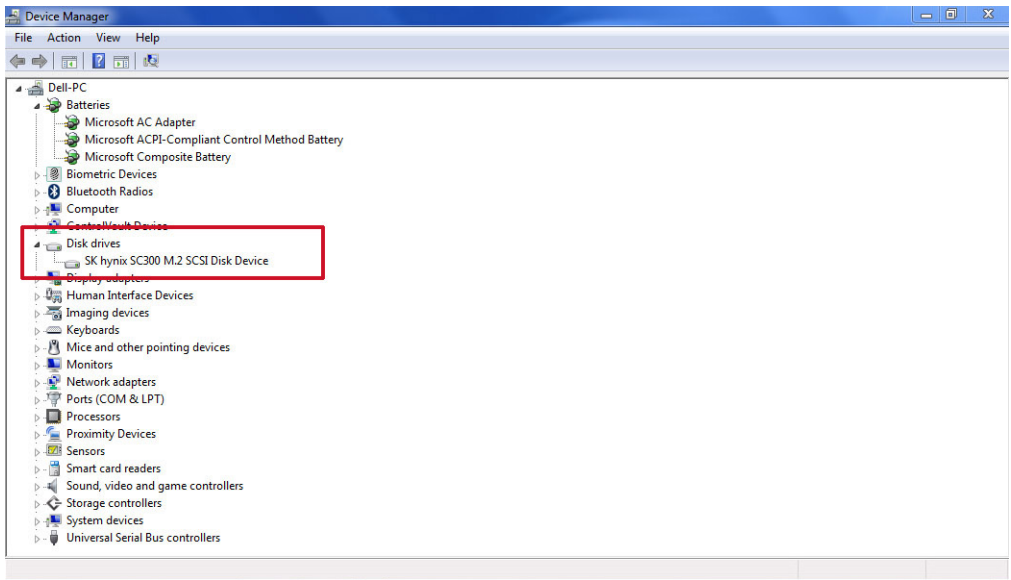 Device Manager
File Action View Help
Dell-PC
Batteries
Microsoft AC Adapter
Microsoft ACPI-Compliant Control Method Battery
Microsoft Composite Battery
Biometric Devices
Bluetooth Radios
Computer
ControlVault Device
Disk drives
SK hynix SC300 M.2 SCSI Disk Device
Display adapters
Human Interface Devices
Imaging devices
Keyboards
Mice and other pointing devices
Monitors
Network adapters
Ports (COM & LPT)
Processors
Proximity Devices
Sensors
Smart card readers
Sound, video and game controllers
Storage controllers
System devices
Universal Serial Bus controllers